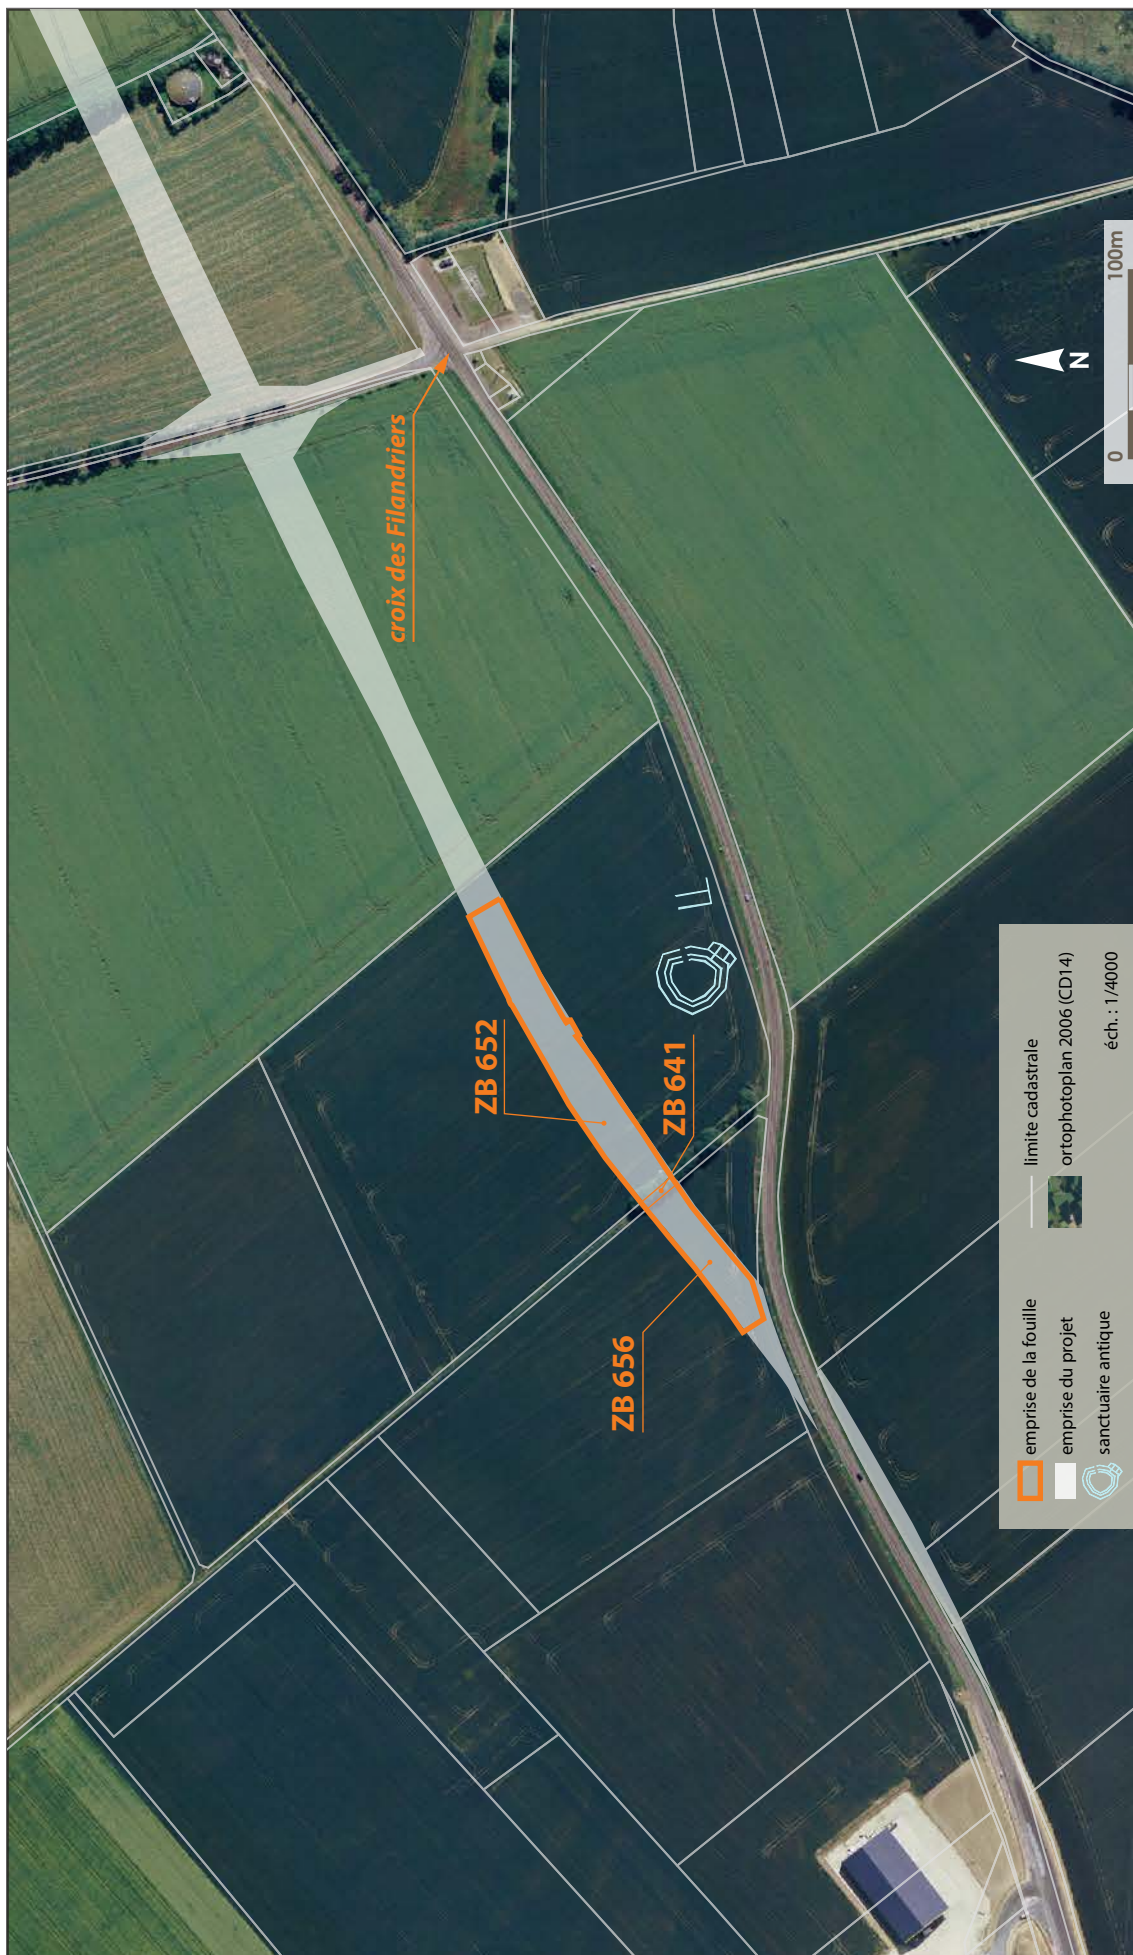 croix des Filandriers
ZB 652
ZB 641
ZB 656
N
0 100m
emprise de la fouille
emprise du projet
sanctuaire antique
limite cadastrale
ortophotoplan 2006 (CD14)
éch. : 1/4000